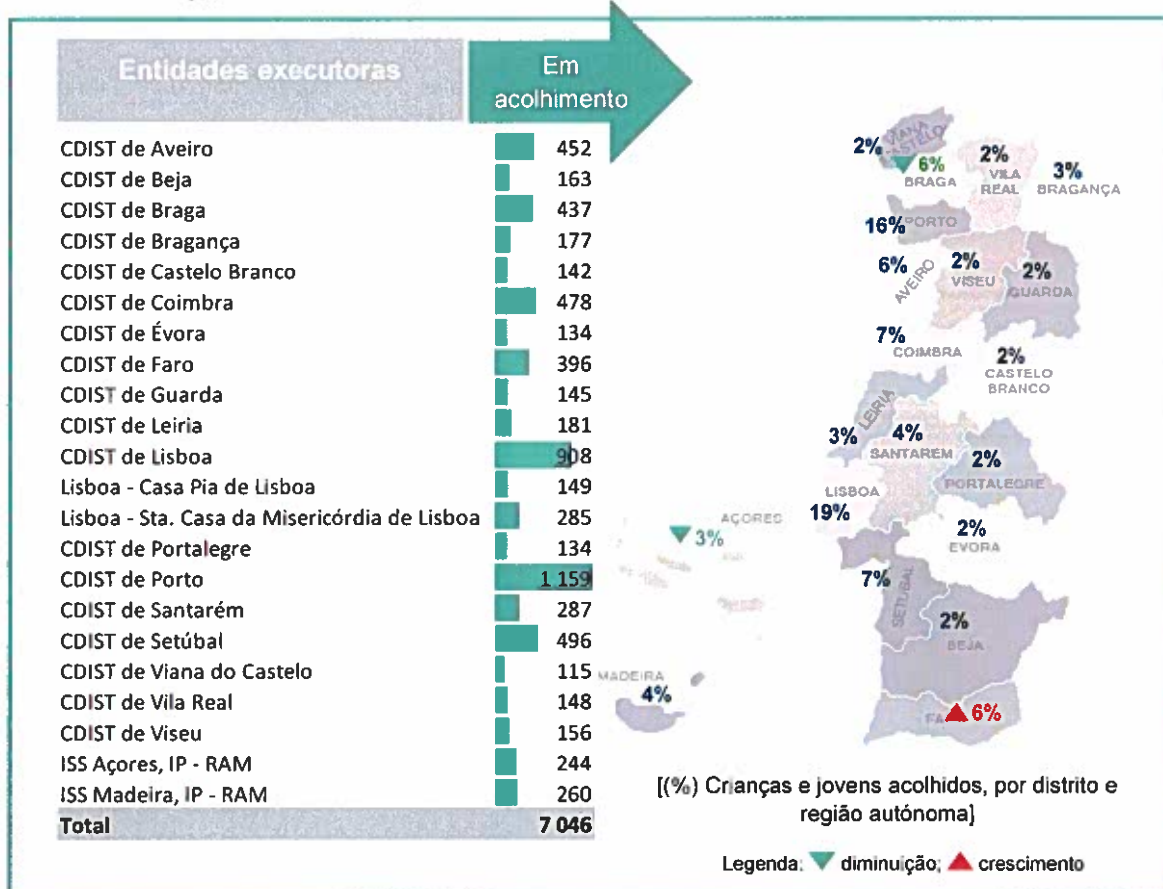 Entidades executoras
Em acolhimento
CDIST de Aveiro 452
CDIST de Beja 163
CDIST de Braga 437
CDIST de Bragança 177
CDIST de Castelo Branco 142
CDIST de Coimbra 478
CDIST de Évora 134
CDIST de Faro 396
CDIST de Guarda 145
CDIST de Leiria 181
CDIST de Lisboa 908
Lisboa - Casa Pia de Lisboa 149
Lisboa - Sta. Casa da Misericórdia de Lisboa 285
CDIST de Portalegre 134
CDIST de Porto 1 159
CDIST de Santarém 287
CDIST de Setúbal 496
CDIST de Viana do Castelo 115
CDIST de Vila Real 148
CDIST de Viseu 156
ISS Açores, IP - RAM 244
ISS Madeira, IP - RAM 260
Total 7 046
2% VIANA CASTELO
6% BRAGA
2% VILA REAL
3% BRAGANÇA
16% PORTO
6% AVEIRO
2% VISEU
2% GUARDA
7% COIMBRA
2% CASTELO BRANCO
3% LEIRIA
4% SANTARÉM
2% PORTALEGRE
LISBOA 19%
AÇORES 3%
2% EVORA
7% SETUBAL
2% BEJA
MADEIRA 4%
FA 6%
[(%) Crianças e jovens acolhidos, por distrito e
região autónoma]
Legenda: ▼ diminuição; ▲ crescimento